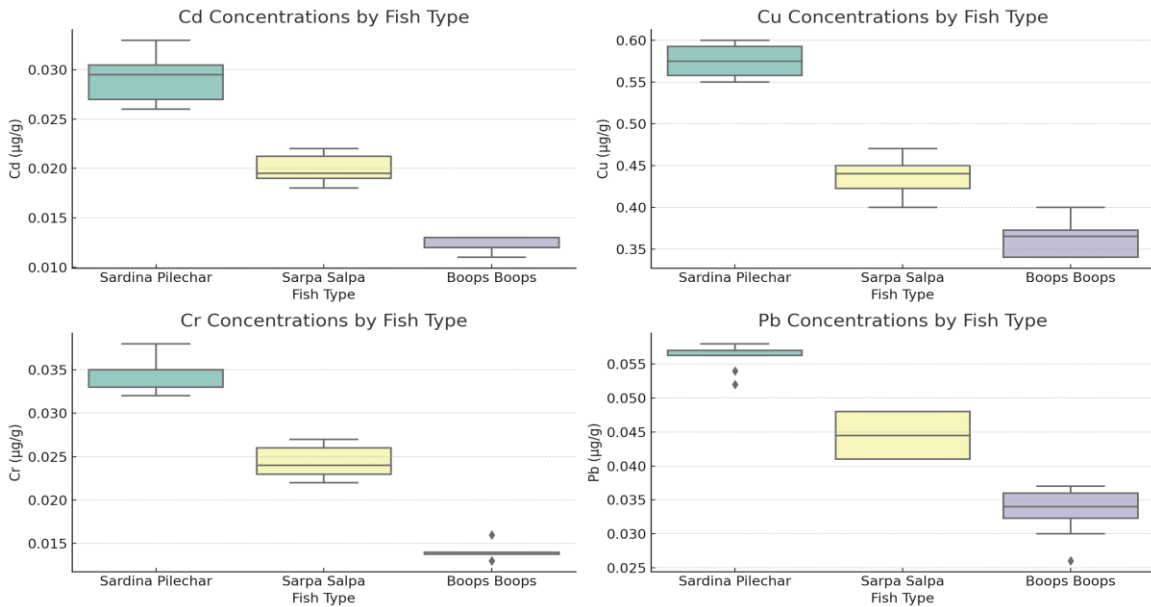 Cd Concentrations by Fish Type
Cd (µg/g)
0.030
0.025
0.020
0.015
0.010
Sardina Pilechar Sarpa Salpa Boops Boops
Fish Type
Cu Concentrations by Fish Type
Cu (µg/g)
0.60
0.55
0.50
0.45
0.40
0.35
Sardina Pilechar Sarpa Salpa Boops Boops
Fish Type
Cr Concentrations by Fish Type
Cr (µg/g)
0.035
0.030
0.025
0.020
0.015
Sardina Pilechar Sarpa Salpa Boops Boops
Fish Type
Pb Concentrations by Fish Type
Pb (µg/g)
0.055
0.050
0.045
0.040
0.035
0.030
0.025
Sardina Pilechar Sarpa Salpa Boops Boops
Fish Type